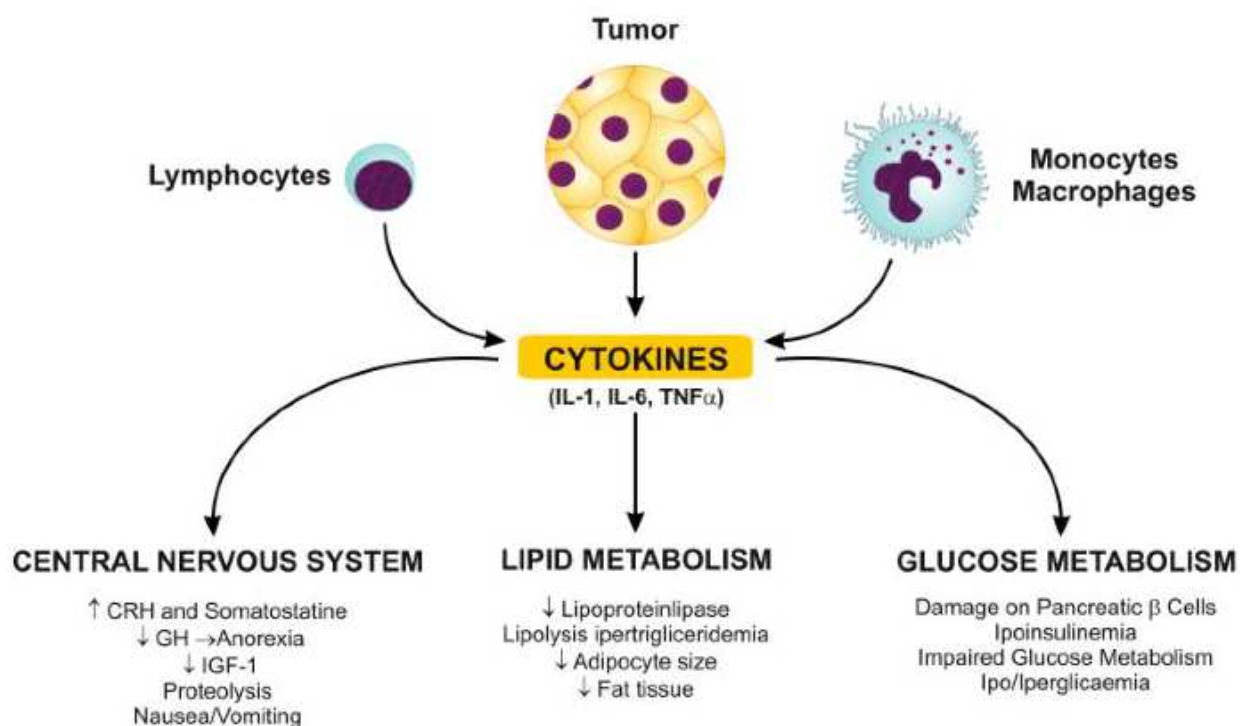 Tumor
Lymphocytes
Monocytes
Macrophages
CYTOKINES
(IL-1, IL-6, TNFα)
CENTRAL NERVOUS SYSTEM
↑ CRH and Somatostatine
↓ GH →Anorexia
↓ IGF-1
Proteolysis
Nausea/Vomiting
LIPID METABOLISM
↓ Lipoproteinlipase
Lipolysis ipertrigliceridemia
↓ Adipocyte size
↓ Fat tissue
GLUCOSE METABOLISM
Damage on Pancreatic β Cells
Ipoinsulinemia
Impaired Glucose Metabolism
Ipo/Iperglicaemia